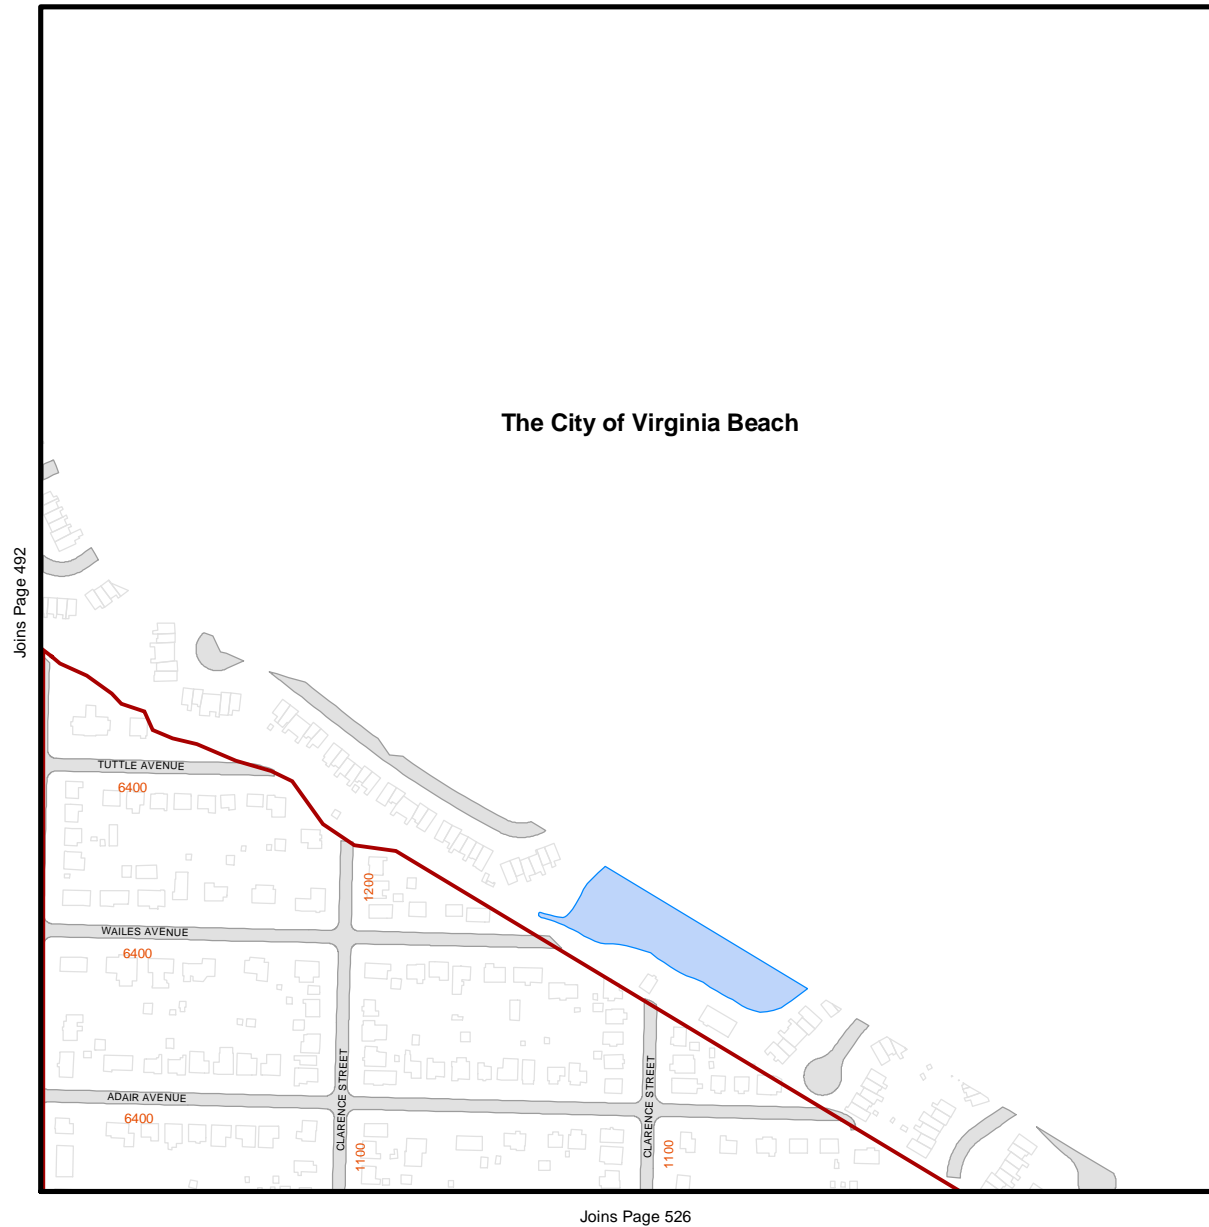 The City of Virginia Beach
Joins Page 492
TUTTLE AVENUE
6400
1200
WAILES AVENUE
6400
CLARENCE STREET
CLARENCE STREET
ADAIR AVENUE
6400
1100
1100
Joins Page 526